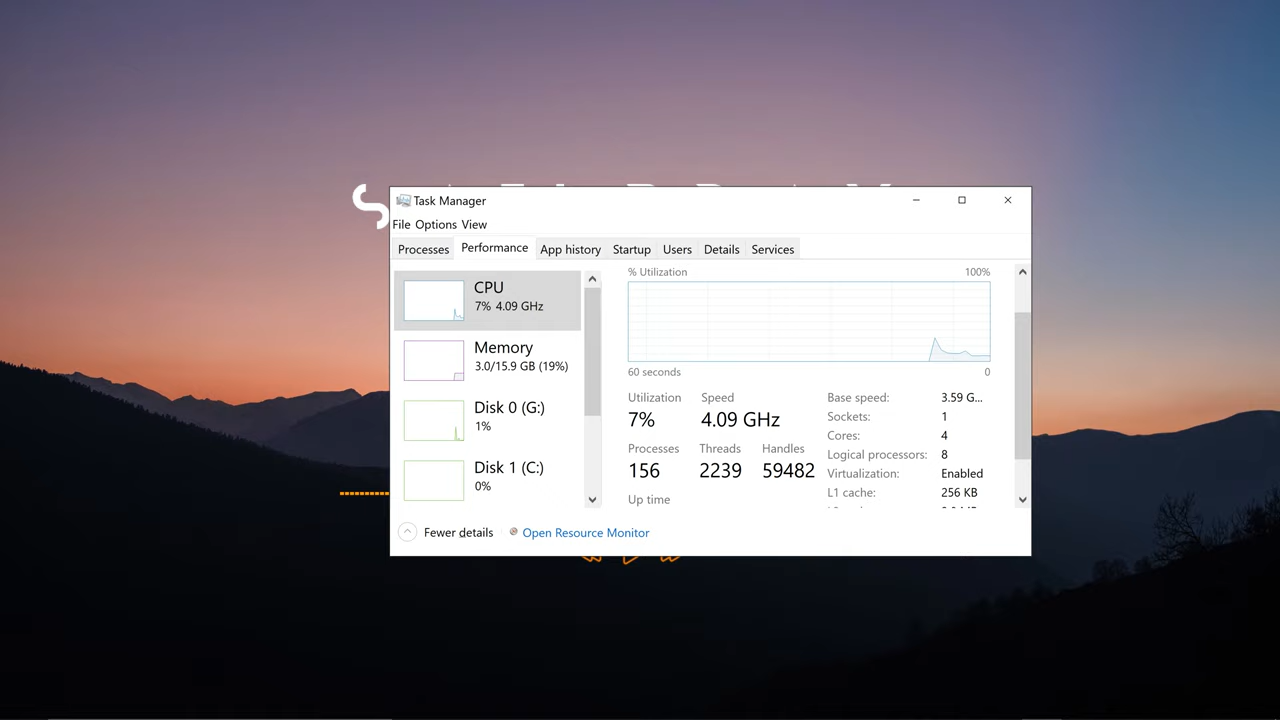 Task Manager
File Options View
Processes Performance App history Startup Users Details Services
CPU
7% 4.09 GHz
Memory
3.0/15.9 GB (19%)
Disk 0 (G:)
1%
Disk 1 (C:)
0%
% Utilization 100%
60 seconds 0
Utilization Speed
7% 4.09 GHz
Processes Threads Handles
156 2239 59482
Up time
Base speed: 3.59 G...
Sockets: 1
Cores: 4
Logical processors: 8
Virtualization: Enabled
L1 cache: 256 KB
Fewer details Open Resource Monitor